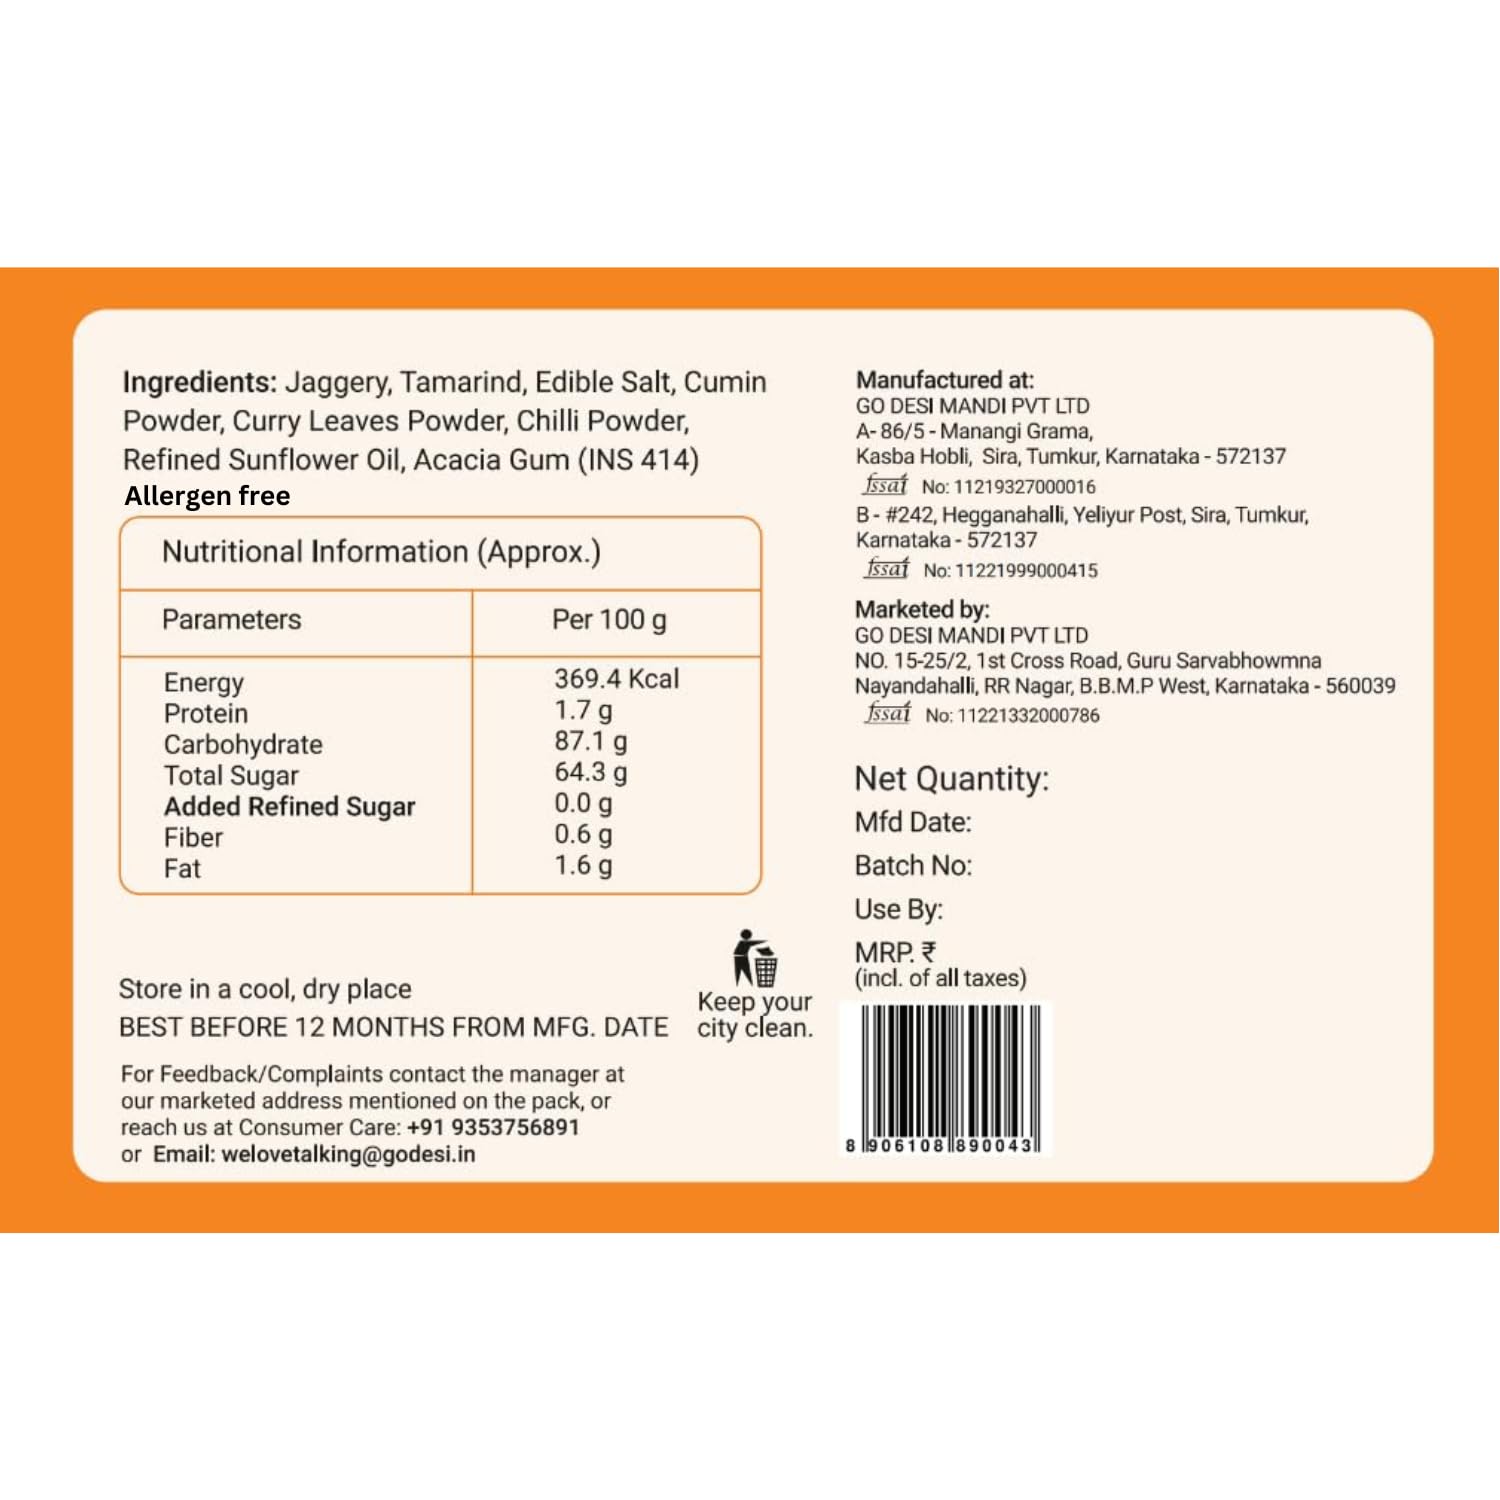 Ingredients: Jaggery, Tamarind, Edible Salt, Cumin
Powder, Curry Leaves Powder, Chilli Powder,
Refined Sunflower Oil, Acacia Gum (INS 414)
Allergen free
Nutritional Information (Approx.)
Parameters Per 100 g
Energy 369.4 Kcal
Protein 1.7 g
Carbohydrate 87.1 g
Total Sugar 64.3 g
Added Refined Sugar 0.0 g
Fiber 0.6 g
Fat 1.6 g
Store in a cool, dry place
BEST BEFORE 12 MONTHS FROM MFG. DATE
Keep your
city clean.
For Feedback/Complaints contact the manager at
our marketed address mentioned on the pack, or
reach us at Consumer Care: +91 9353756891
or Email: welovetalking@godesi.in
Manufactured at:
GO DESI MANDI PVT LTD
A- 86/5 - Manangi Grama,
Kasba Hobli, Sira, Tumkur, Karnataka - 572137
fssai No: 11219327000016
B - #242, Hegganahalli, Yeliyur Post, Sira, Tumkur,
Karnataka - 572137
fssai No: 11221999000415
Marketed by:
GO DESI MANDI PVT LTD
NO. 15-25/2, 1st Cross Road, Guru Sarvabhowmna
Nayandahalli, RR Nagar, B.B.M.P West, Karnataka - 560039
fssai No: 11221332000786
Net Quantity:
Mfd Date:
Batch No:
Use By:
MRP. ₹
(incl. of all taxes)
8 906108 890043